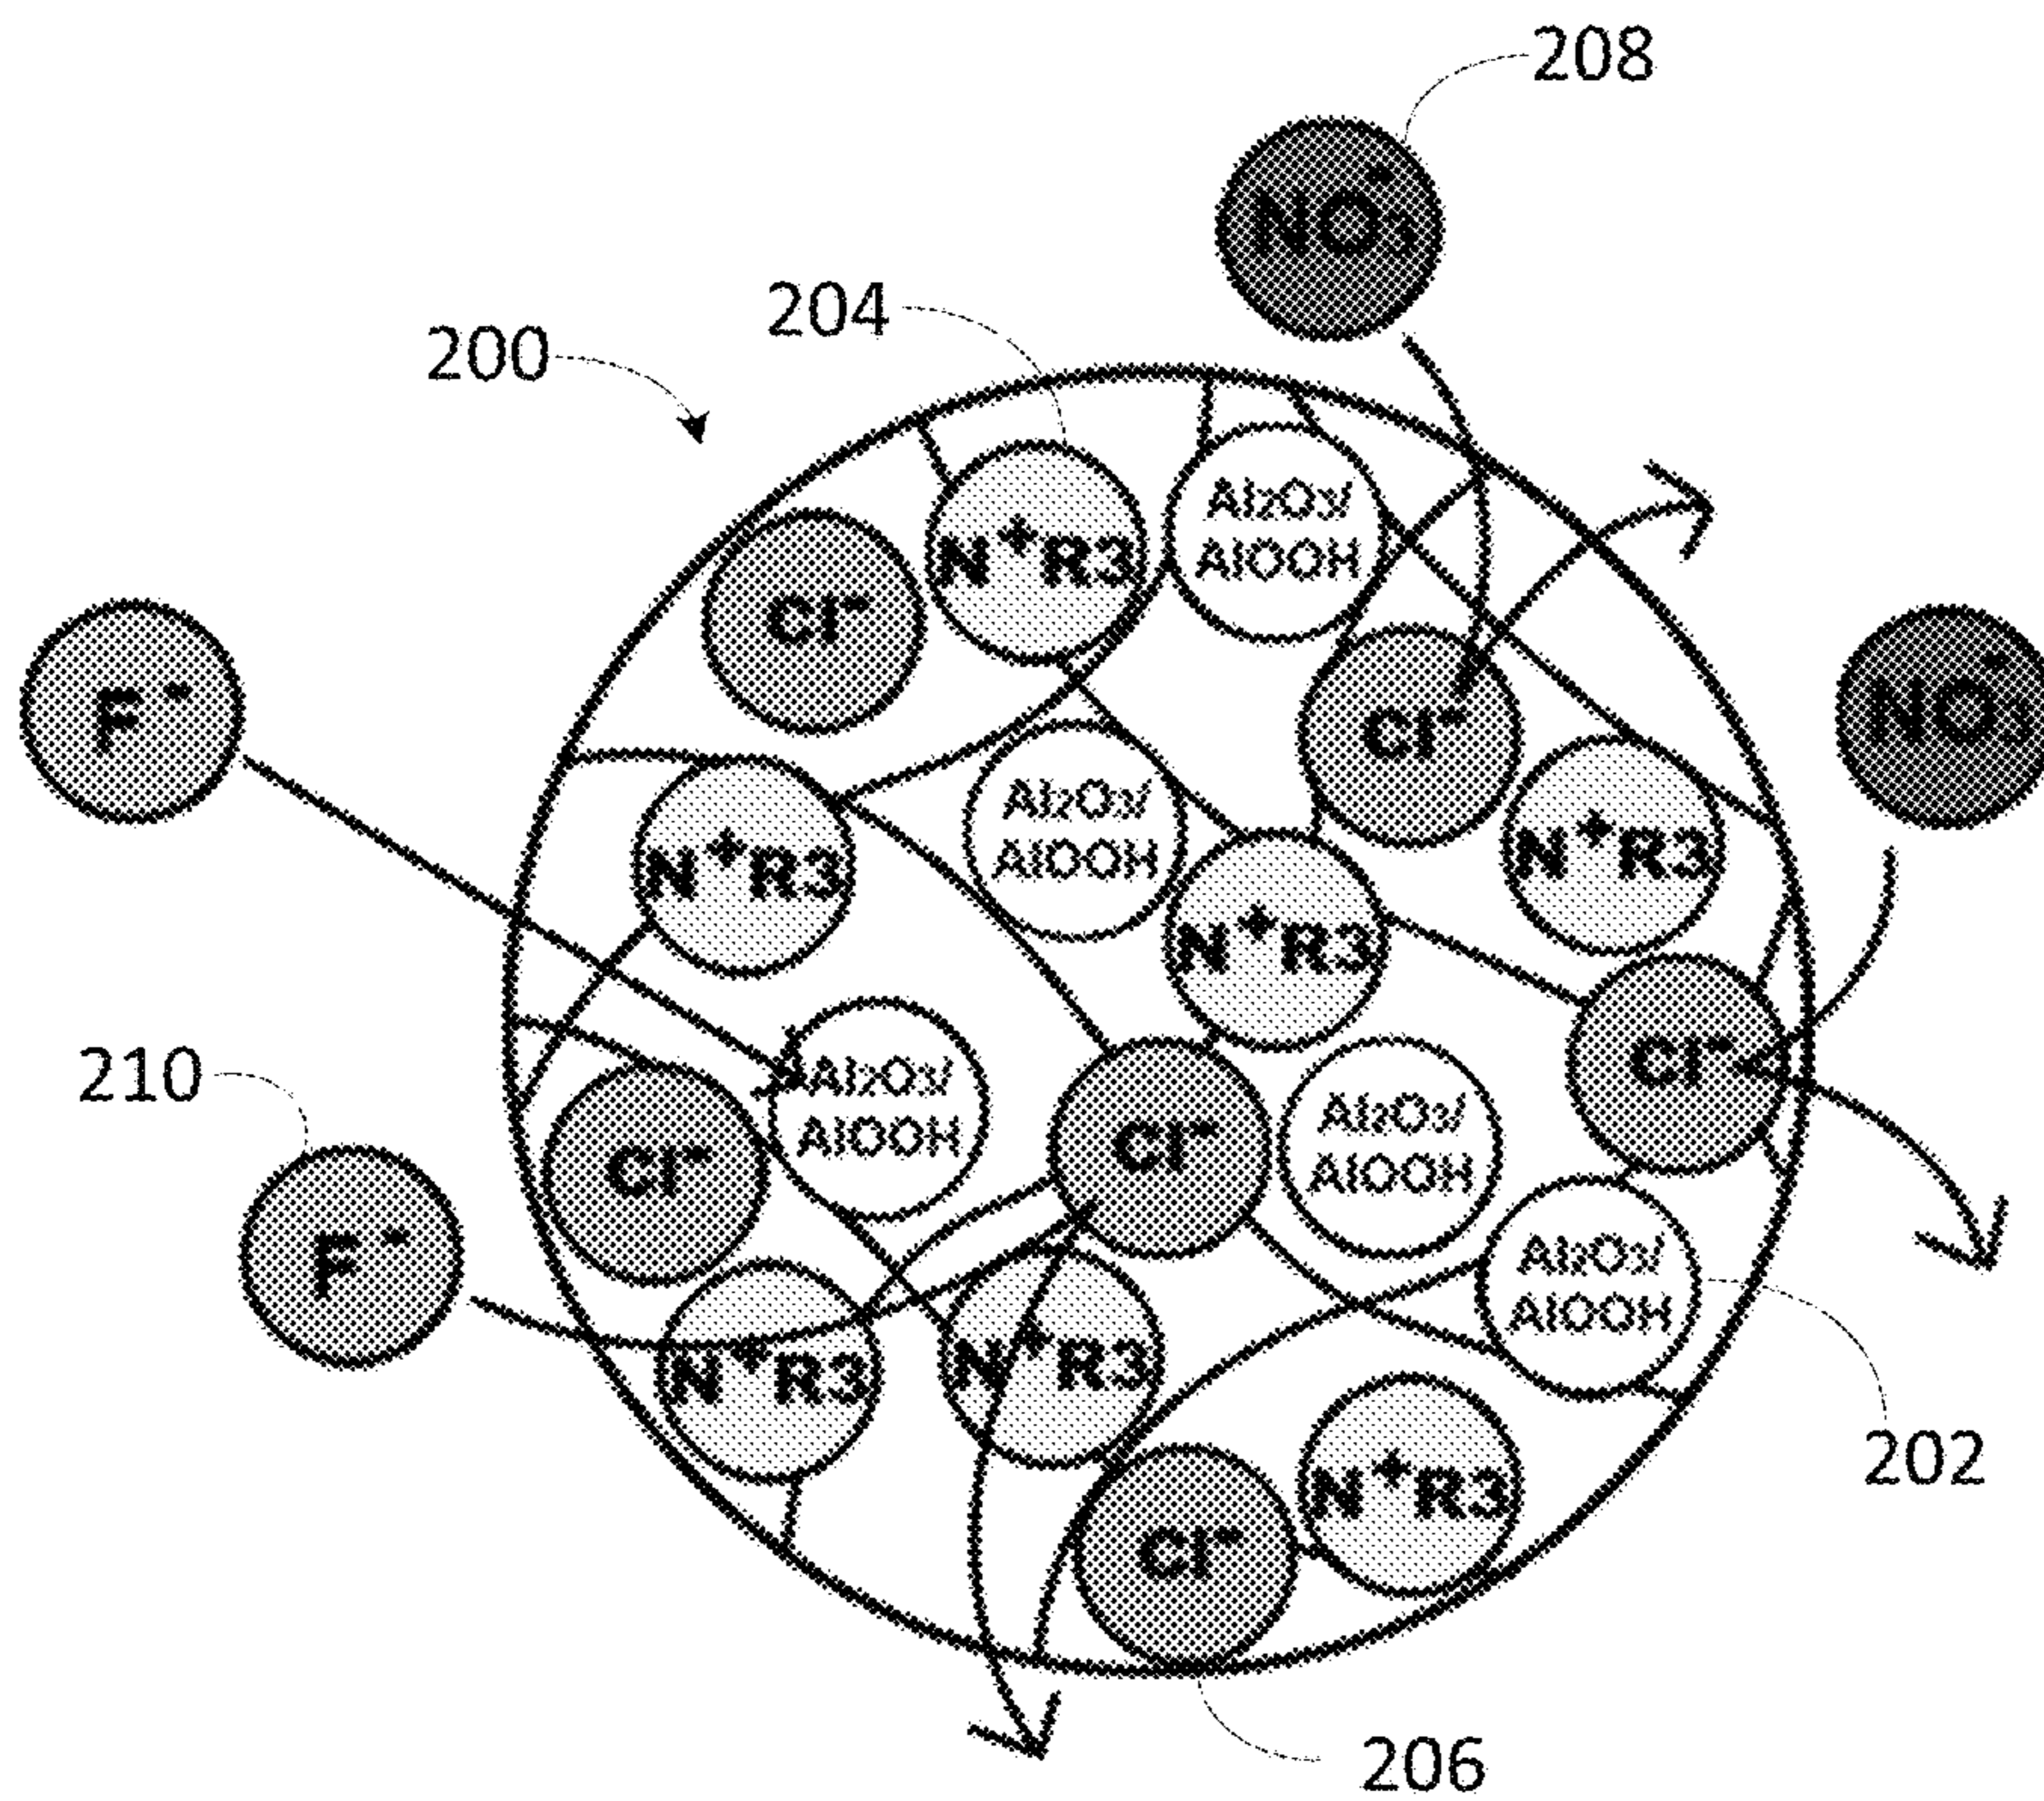 208
NO3-
204
200
Al2O3/
AlOOH
N+R3
Cl-
F-
NO3-
Cl-
Al2O3/
AlOOH
N+R3
N+R3
N+R3
Cl-
210
Al2O3/
AlOOH
Cl-
Al2O3/
AlOOH
Cl-
F-
Al2O3/
AlOOH
N+R3
N+R3
202
N+R3
Cl-
206